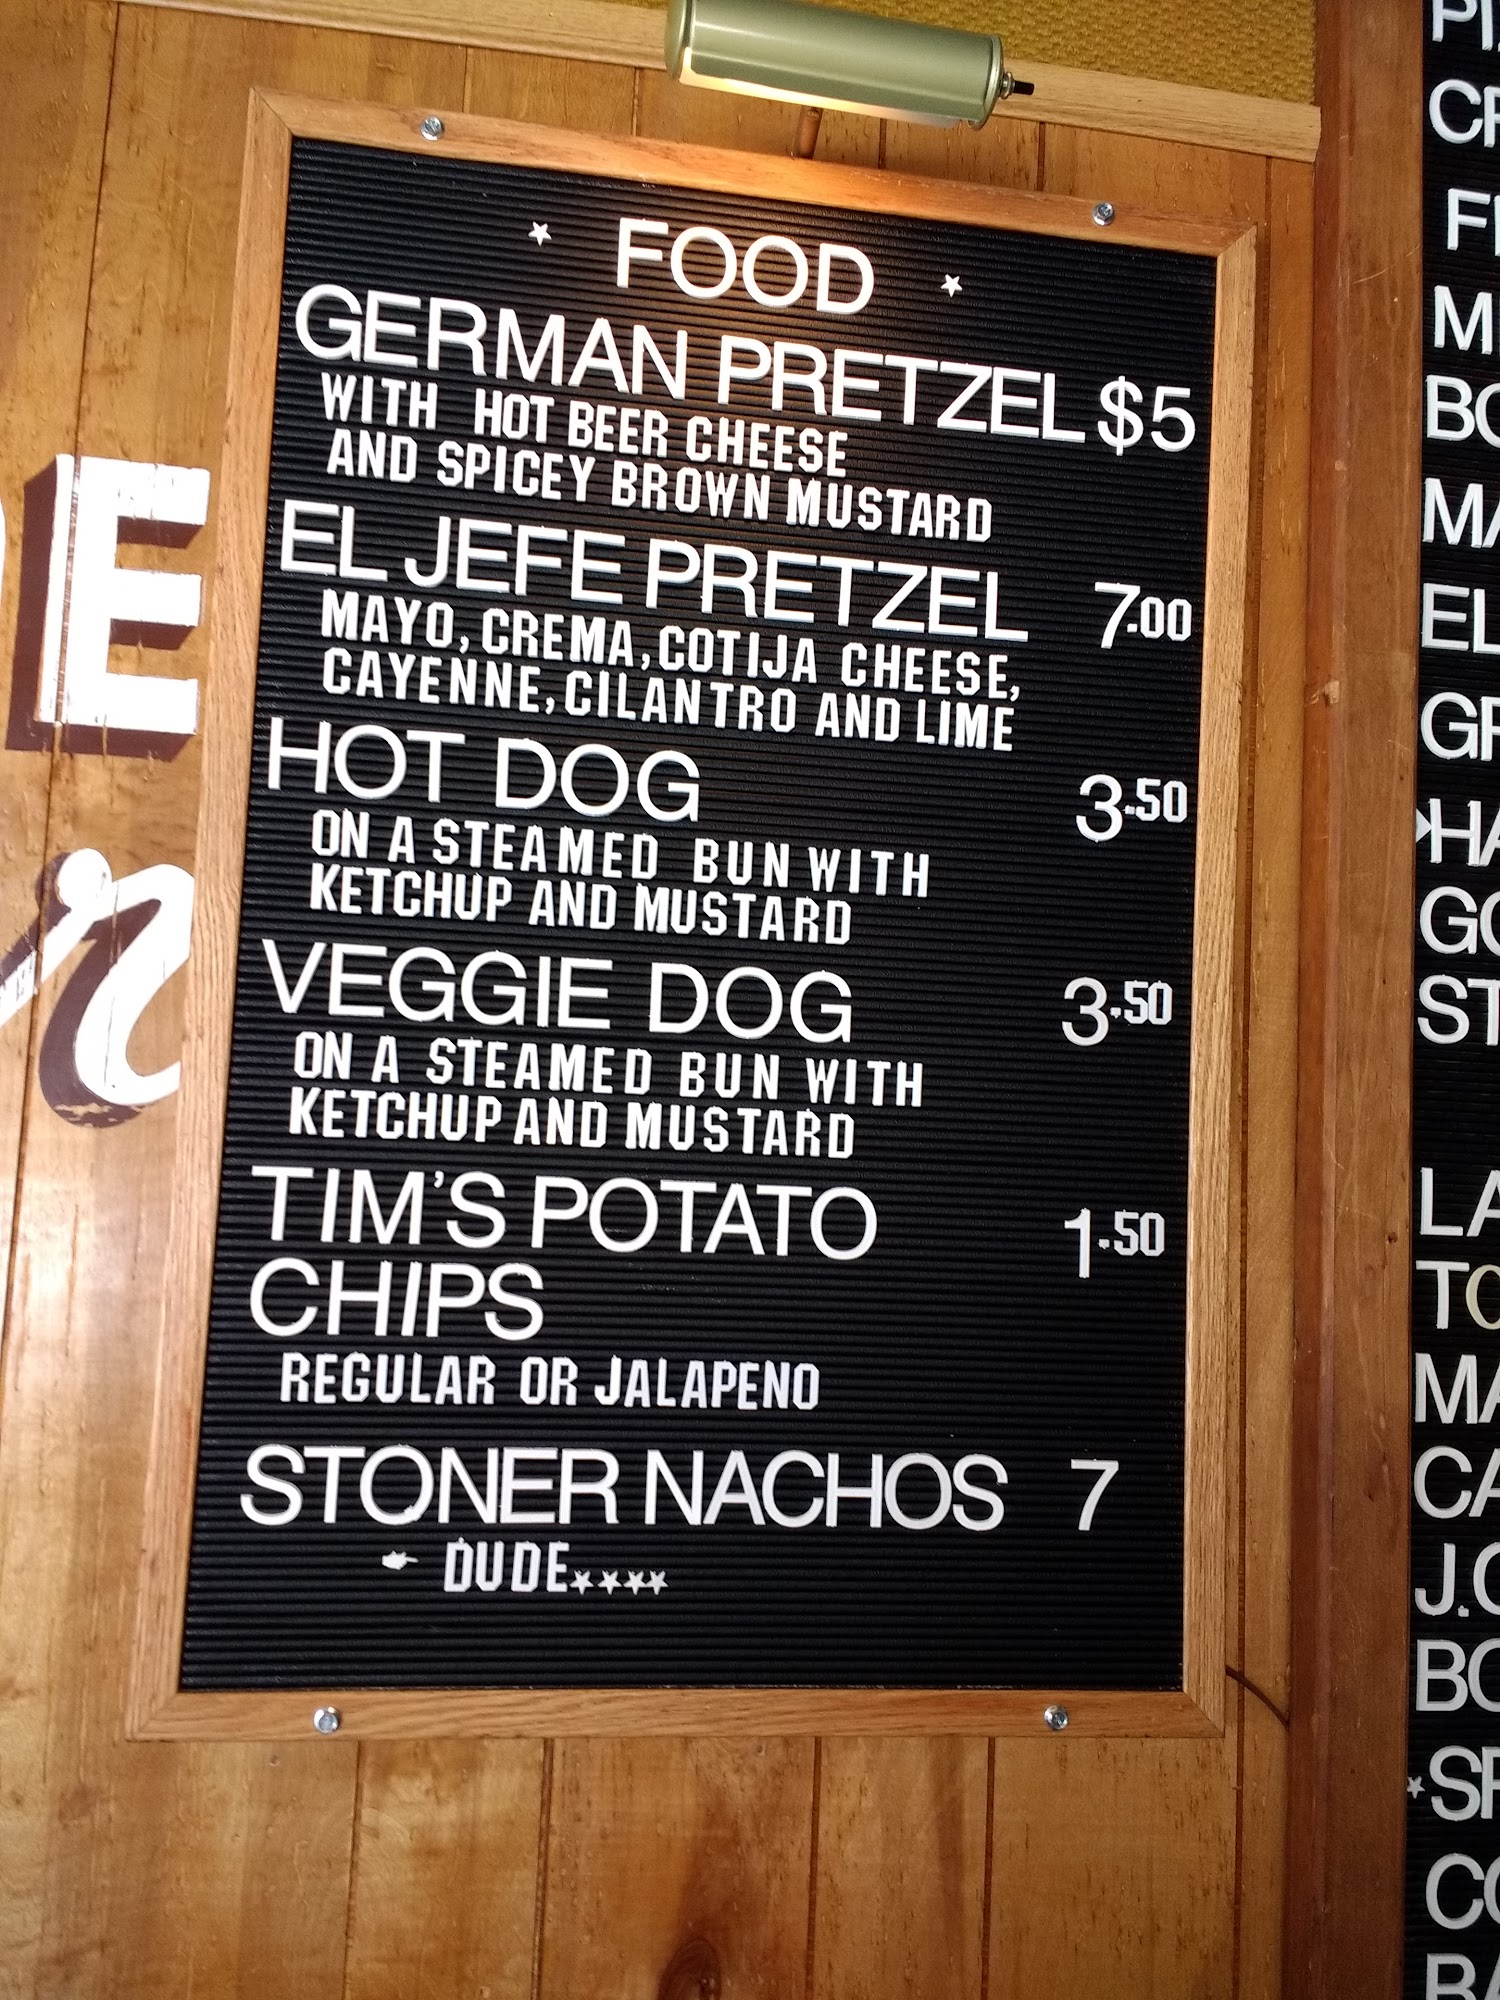 FOOD
GERMAN PRETZEL $5
WITH HOT BEER CHEESE
AND SPICEY BROWN MUSTARD
EL JEFE PRETZEL 7.00
MAYO, CREMA, COTIJA CHEESE,
CAYENNE, CILANTRO AND LIME
HOT DOG 3.50
ON A STEAMED BUN WITH
KETCHUP AND MUSTARD
VEGGIE DOG 3.50
ON A STEAMED BUN WITH
KETCHUP AND MUSTARD
TIM'S POTATO 1.50
CHIPS
REGULAR OR JALAPENO
STONER NACHOS 7
DUDE